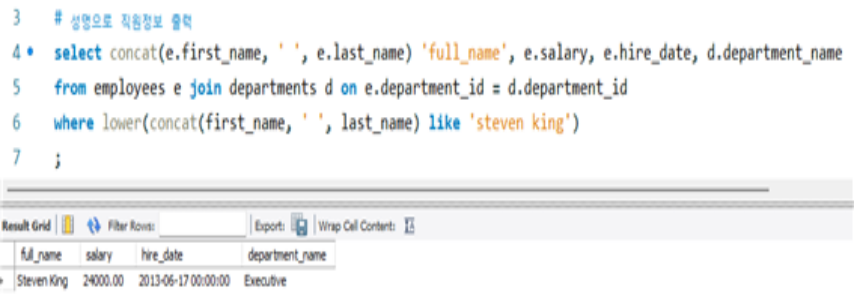 3 # 성명으로 직원정보 출력
4 select concat(e.first_name, ' ', e.last_name) 'full_name', e.salary, e.hire_date, d.department_name
5 from employees e join departments d on e.department_id = d.department_id
6 where lower(concat(first_name, ' ', last_name) like 'steven king')
7 ;
Result Grid Filter Rows: Export: Wrap Cell Content: IA
full_name salary hire_date department_name
Steven King 24000.00 2013-06-17 00:00:00 Executive